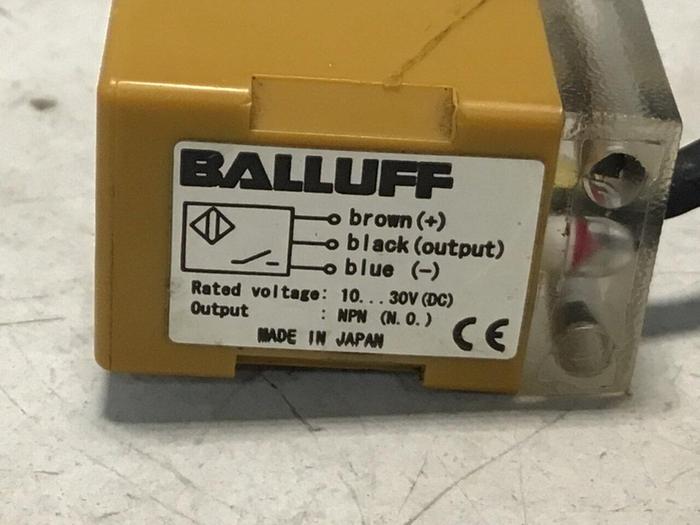 BALLUFF
brown (+)
black (output)
blue (-)
Rated voltage: 10...30V(DC)
Output : NPN (N.O.)
MADE IN JAPAN CE